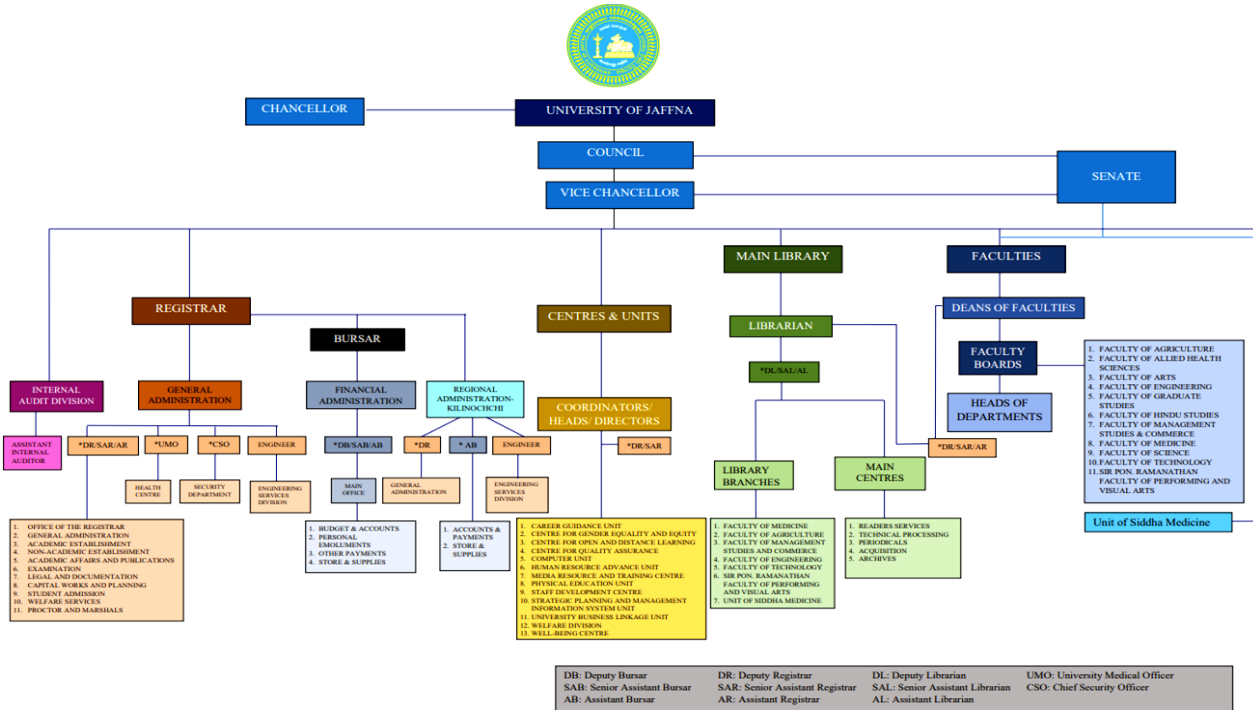 CHANCELLOR
UNIVERSITY OF JAFFNA
COUNCIL
SENATE
VICE CHANCELLOR
MAIN LIBRARY
FACULTIES
REGISTRAR
CENTRES & UNITS
LIBRARIAN
DEANS OF FACULTIES
BURSAR
FACULTY
BOARDS
1. FACULTY OF AGRICULTURE
2. FACULTY OF ALLIED HEALTH
SCIENCES
3. FACULTY OF ARTS
4. FACULTY OF ENGINEERING
5. FACULTY OF GRADUATE
STUDIES
6. FACULTY OF HINDU STUDIES
7. FACULTY OF MANAGEMENT
STUDIES & COMMERCE
8. FACULTY OF MEDICINE
9. FACULTY OF SCIENCE
10. FACULTY OF TECHNOLOGY
11. SIR PON. RAMANATHAN
FACULTY OF PERFORMING AND
VISUAL ARTS
*DL/SAL/AL
INTERNAL
AUDIT DIVISION
GENERAL
ADMINISTRATION
FINANCIAL
ADMINISTRATION
REGIONAL
ADMINISTRATION-
KILINOCHCHI
COORDINATORS/
HEADS/ DIRECTORS
HEADS OF
DEPARTMENTS
ASSISTANT
INTERNAL
AUDITOR
*DR/SAR/AR
*UMO
*CSO
ENGINEER
*DB/SAB/AB
*DR
* AB
ENGINEER
*DR/SAR
*DR/SAR/AR
LIBRARY
BRANCHES
MAIN
CENTRES
HEALTH
CENTRE
SECURITY
DEPARTMENT
ENGINEERING
SERVICES
DIVISION
MAIN
OFFICE
GENERAL
ADMINISTRATION
ENGINEERING
SERVICES
DIVISION
Unit of Siddha Medicine
1. OFFICE OF THE REGISTRAR
2. GENERAL ADMINISTRATION
3. ACADEMIC ESTABLISHMENT
4. NON-ACADEMIC ESTABLISHMENT
5. ACADEMIC AFFAIRS AND PUBLICATIONS
6. EXAMINATION
7. LEGAL AND DOCUMENTATION
8. CAPITAL WORKS AND PLANNING
9. STUDENT ADMISSION
10. WELFARE SERVICES
11. PROCTOR AND MARSHALS
1. BUDGET & ACCOUNTS
2. PERSONAL
EMOLUMENTS
3. OTHER PAYMENTS
4. STORE & SUPPLIES
1. ACCOUNTS &
PAYMENTS
2. STORE &
SUPPLIES
1. CAREER GUIDANCE UNIT
2. CENTRE FOR GENDER EQUALITY AND EQUITY
3. CENTRE FOR OPEN AND DISTANCE LEARNING
4. CENTRE FOR QUALITY ASSURANCE
5. COMPUTER UNIT
6. HUMAN RESOURCE ADVANCE UNIT
7. MEDIA RESOURCE AND TRAINING CENTRE
8. PHYSICAL EDUCATION UNIT
9. STAFF DEVELOPMENT CENTRE
10. STRATEGIC PLANNING AND MANAGEMENT
INFORMATION SYSTEM UNIT
11. UNIVERSITY BUSINESS LINKAGE UNIT
12. WELFARE DIVISION
13. WELL-BEING CENTRE
1. FACULTY OF MEDICINE
2. FACULTY OF AGRICULTURE
3. FACULTY OF MANAGEMENT
STUDIES AND COMMERCE
4. FACULTY OF ENGINEERING
5. FACULTY OF TECHNOLOGY
6. SIR PON. RAMANATHAN
FACULTY OF PERFORMING
AND VISUAL ARTS
7. UNIT OF SIDDHA MEDICINE
1. READERS SERVICES
2. TECHNICAL PROCESSING
3. PERIODICALS
4. ACQUISITION
5. ARCHIVES
DB: Deputy Bursar DR: Deputy Registrar DL: Deputy Librarian UMO: University Medical Officer
SAB: Senior Assistant Bursar SAR: Senior Assistant Registrar SAL: Senior Assistant Librarian CSO: Chief Security Officer
AB: Assistant Bursar AR: Assistant Registrar AL: Assistant Librarian